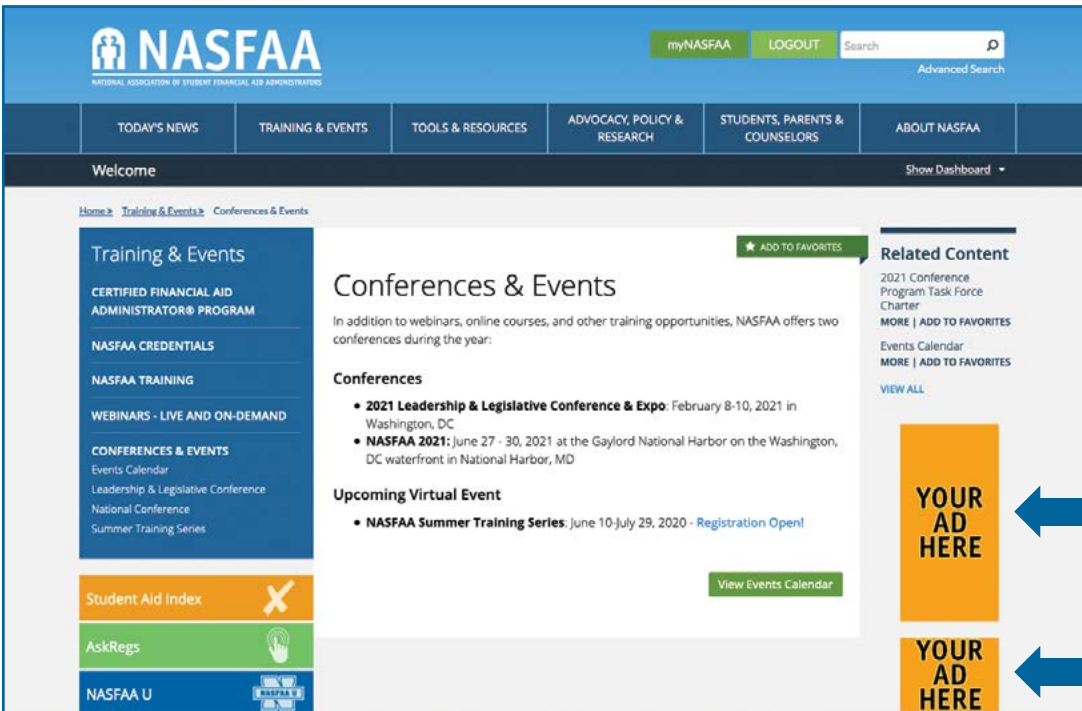 NASFAA
NATIONAL ASSOCIATION OF STUDENT FINANCIAL AID ADMINISTRATORS
myNASFAA
LOGOUT
Search
Advanced Search
TODAY'S NEWS
TRAINING & EVENTS
TOOLS & RESOURCES
ADVOCACY, POLICY &
RESEARCH
STUDENTS, PARENTS &
COUNSELORS
ABOUT NASFAA
Welcome
Show Dashboard
Home » Training & Events » Conferences & Events
Training & Events
CERTIFIED FINANCIAL AID
ADMINISTRATOR® PROGRAM
NASFAA CREDENTIALS
NASFAA TRAINING
WEBINARS - LIVE AND ON-DEMAND
CONFERENCES & EVENTS
Events Calendar
Leadership & Legislative Conference
National Conference
Summer Training Series
Student Aid Index
AskRegs
NASFAA U
NASFAA U
ADD TO FAVORITES
Conferences & Events
In addition to webinars, online courses, and other training opportunities, NASFAA offers two
conferences during the year:
Conferences
• 2021 Leadership & Legislative Conference & Expo: February 8-10, 2021 in
Washington, DC
• NASFAA 2021: June 27 - 30, 2021 at the Gaylord National Harbor on the Washington,
DC waterfront in National Harbor, MD
Upcoming Virtual Event
• NASFAA Summer Training Series: June 10-July 29, 2020 - Registration Open!
View Events Calendar
Related Content
2021 Conference
Program Task Force
Charter
MORE | ADD TO FAVORITES
Events Calendar
MORE | ADD TO FAVORITES
VIEW ALL
YOUR
AD
HERE
YOUR
AD
HERE